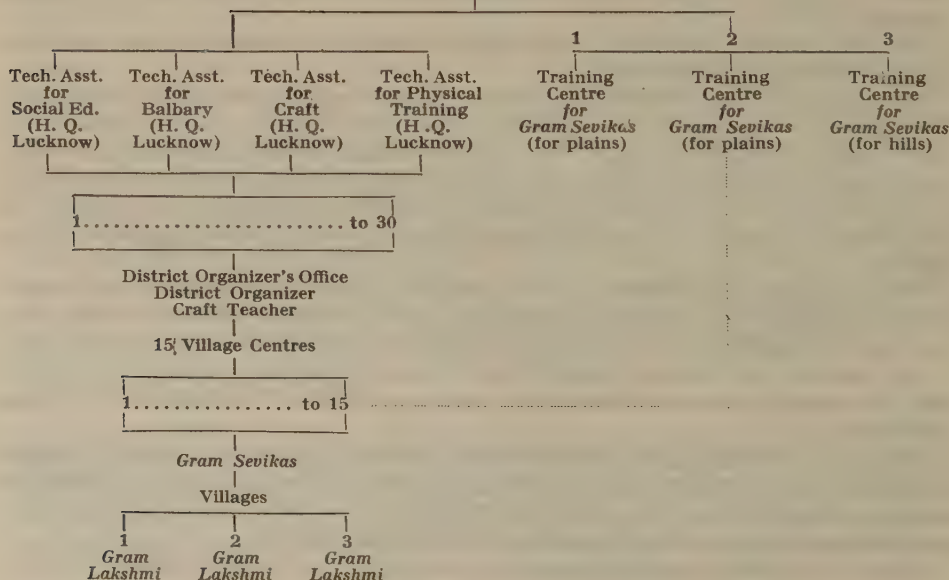 1 2 3
Tech. Asst. Tech. Asst. Tech. Asst. Tech. Asst. Training Training Training
for for for for Physical Centre Centre Centre
Social Ed. Balbary Craft Training for for for
(H. Q. (H. Q. (H. Q. (H .Q. Gram Sevikas Gram Sevikas Gram Sevikas
Lucknow) Lucknow) Lucknow) Lucknow) (for plains) (for plains) (for hills)
1.......................... to 30
District Organizer's Office
District Organizer
Craft Teacher
15 Village Centres
1................ to 15
Gram Sevikas
Villages
1 2 3
Gram Gram Gram
Lakshmi Lakshmi Lakshmi